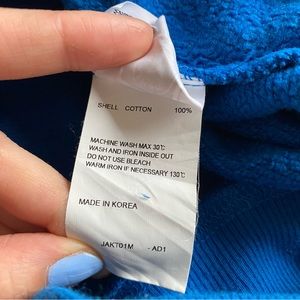 SHELL COTTON 100%
MACHINE WASH MAX 30℃
WASH AND IRON INSIDE OUT
DO NOT USE BLEACH
WARM IRON IF NECESSARY 130℃
MADE IN KOREA
JAK701M -AD1